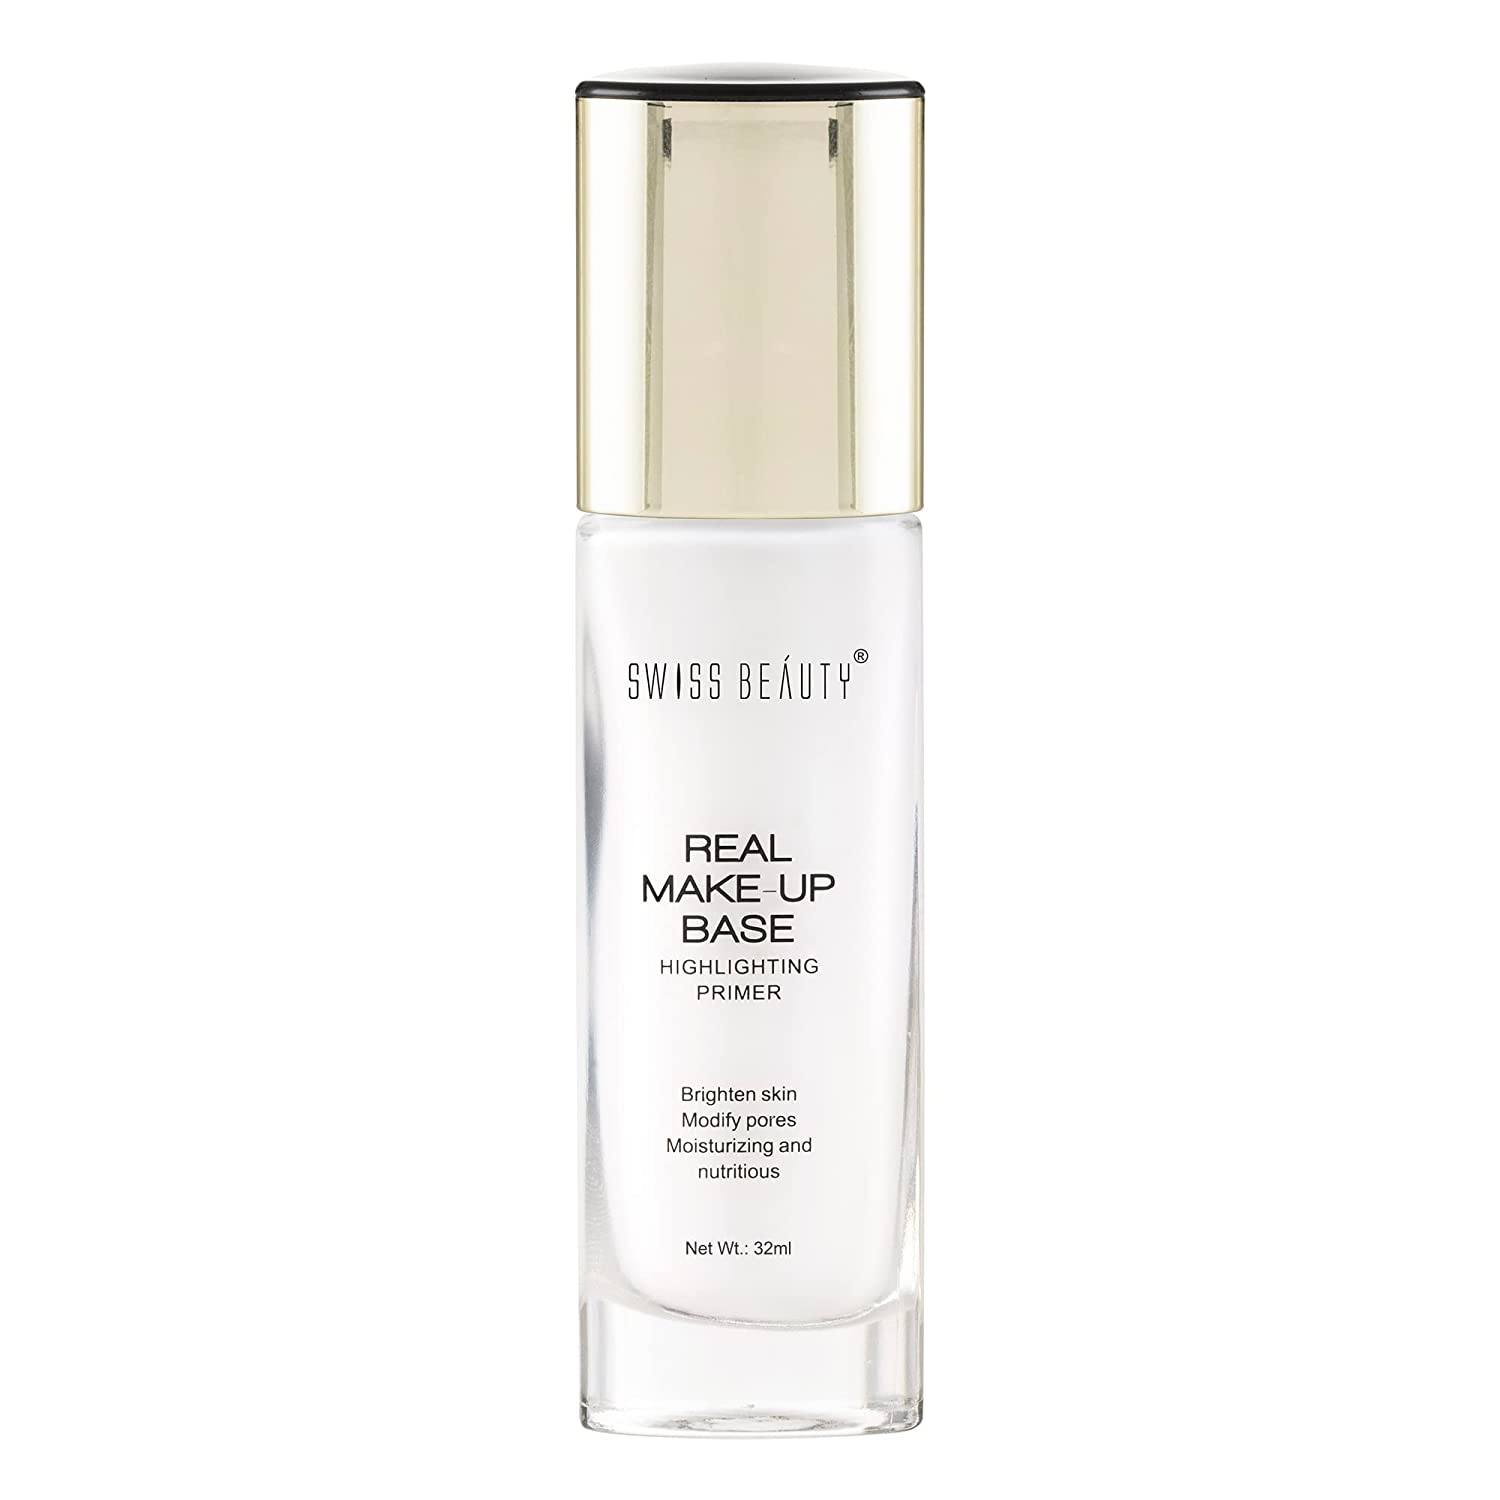 SWISS BEÁUTY®
REAL
MAKE-UP
BASE
HIGHLIGHTING
PRIMER
Brighten skin
Modify pores
Moisturizing and
nutritious
Net Wt.: 32ml